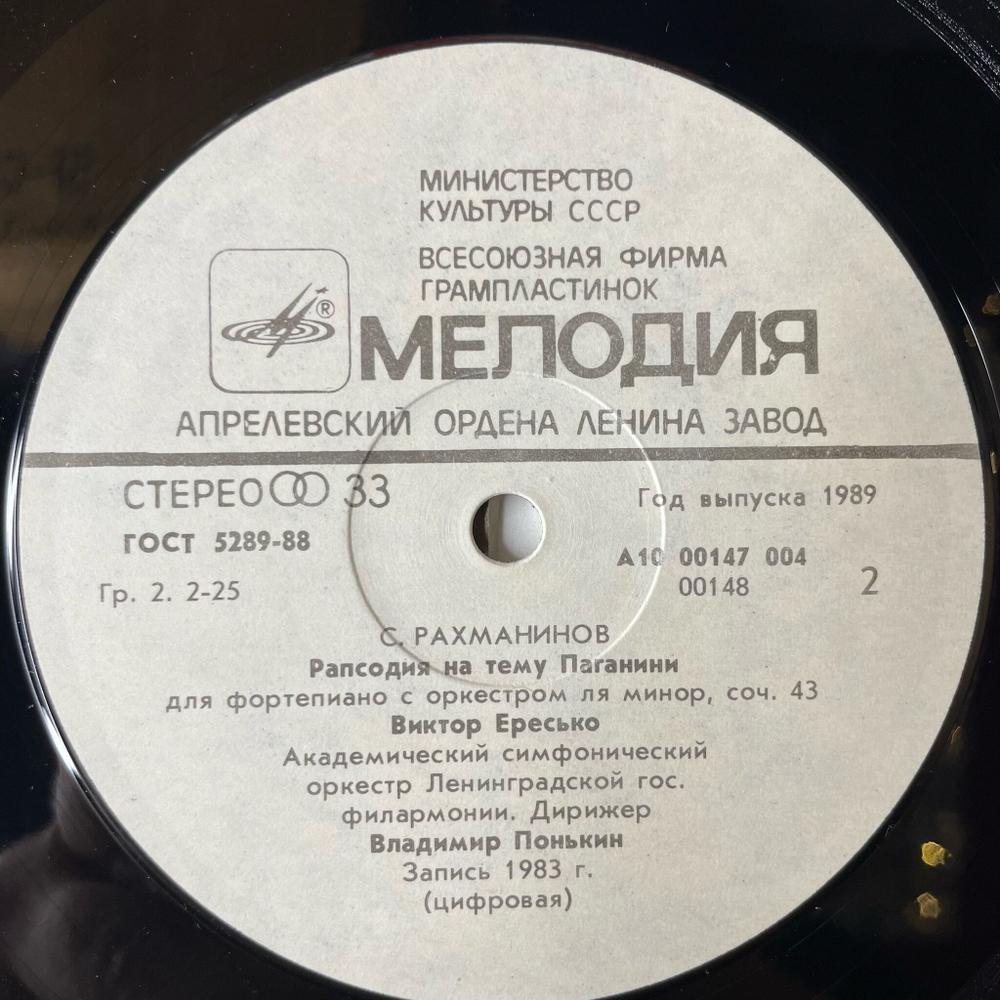 МИНИСТЕРСТВО
КУЛЬТУРЫ СССР
ВСЕСОЮЗНАЯ ФИРМА
ГРАМПЛАСТИНОК
®
МЕЛОДИЯ
АПРЕЛЕВСКИЙ ОРДЕНА ЛЕНИНА ЗАВОД
СТЕРЕО 33
Год выпуска 1989
ГОСТ 5289-88
А10 00147 004
Гр. 2. 2-25
00148
2
С. РАХМАНИНОВ
Рапсодия на тему Паганини
для фортепиано с оркестром ля минор, соч. 43
Виктор Ересько
Академический симфонический
оркестр Ленинградской гос.
филармонии. Дирижер
Владимир Понькин
Запись 1983 г.
(цифровая)